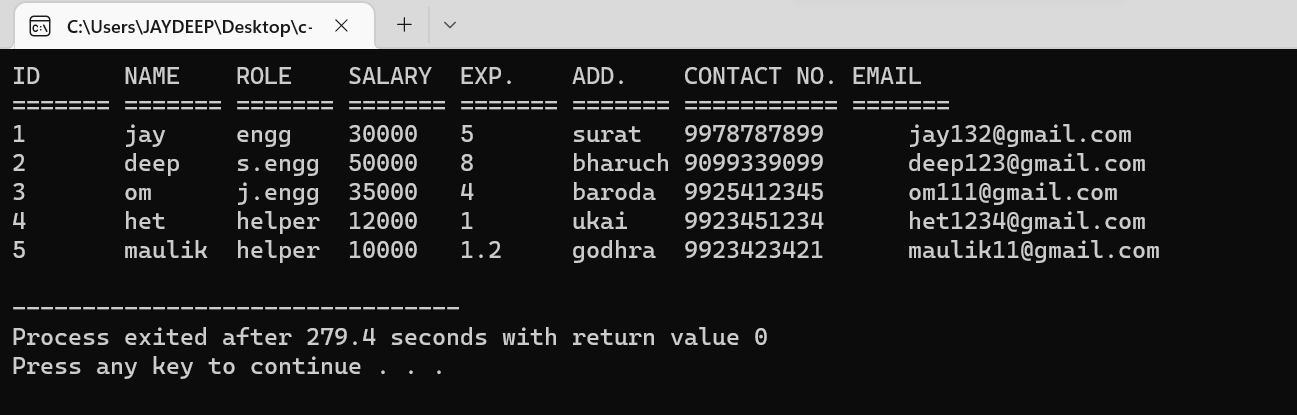 C:\Users\JAYDEEP\Desktop\c-
ID NAME ROLE SALARY EXP. ADD. CONTACT NO. EMAIL
======= ======= ======= ======= ======= ======= =========== =======
1 jay engg 30000 5 surat 9978787899 jay132@gmail.com
2 deep s.engg 50000 8 bharuch 9099339099 deep123@gmail.com
3 om j.engg 35000 4 baroda 9925412345 om111@gmail.com
4 het helper 12000 1 ukai 9923451234 het1234@gmail.com
5 maulik helper 10000 1.2 godhra 9923423421 maulik11@gmail.com
--------------------------------
Process exited after 279.4 seconds with return value 0
Press any key to continue . . .